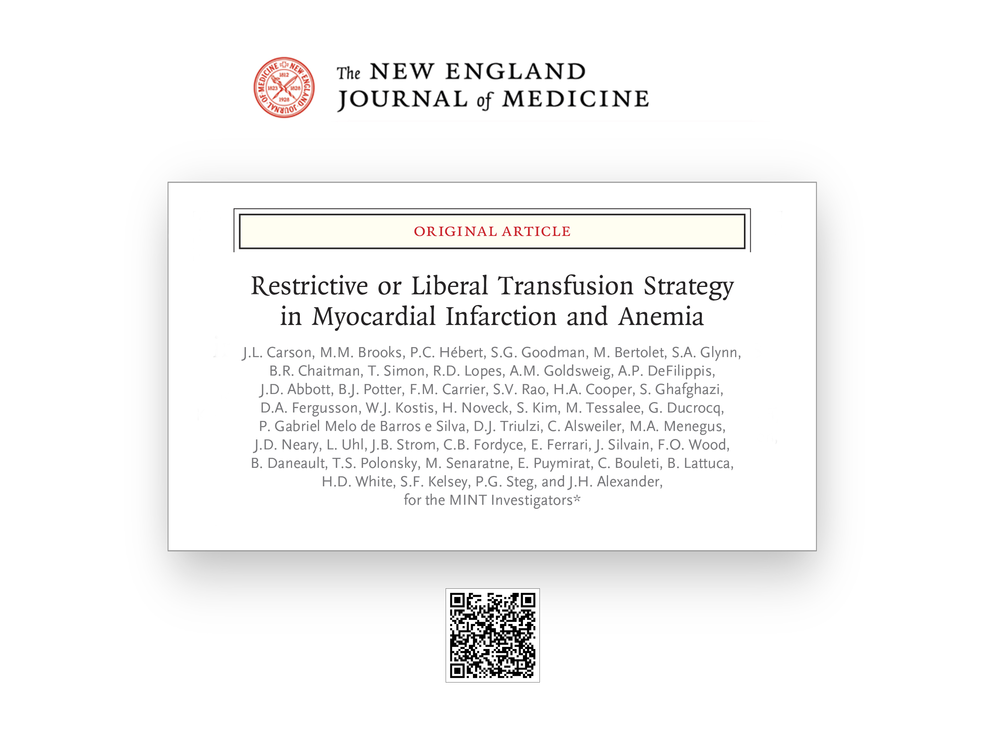 NEW ENGLAND JOURNAL OF MEDICINE
1812
1823 1828
1928
The NEW ENGLAND
JOURNAL of MEDICINE
ORIGINAL ARTICLE
Restrictive or Liberal Transfusion Strategy
in Myocardial Infarction and Anemia
J.L. Carson, M.M. Brooks, P.C. Hébert, S.G. Goodman, M. Bertolet, S.A. Glynn,
B.R. Chaitman, T. Simon, R.D. Lopes, A.M. Goldsweig, A.P. DeFilippis,
J.D. Abbott, B.J. Potter, F.M. Carrier, S.V. Rao, H.A. Cooper, S. Ghafghazi,
D.A. Fergusson, W.J. Kostis, H. Noveck, S. Kim, M. Tessalee, G. Ducrocq,
P. Gabriel Melo de Barros e Silva, D.J. Triulzi, C. Alsweiler, M.A. Menegus,
J.D. Neary, L. Uhl, J.B. Strom, C.B. Fordyce, E. Ferrari, J. Silvain, F.O. Wood,
B. Daneault, T.S. Polonsky, M. Senaratne, E. Puymirat, C. Bouleti, B. Lattuca,
H.D. White, S.F. Kelsey, P.G. Steg, and J.H. Alexander,
for the MINT Investigators*